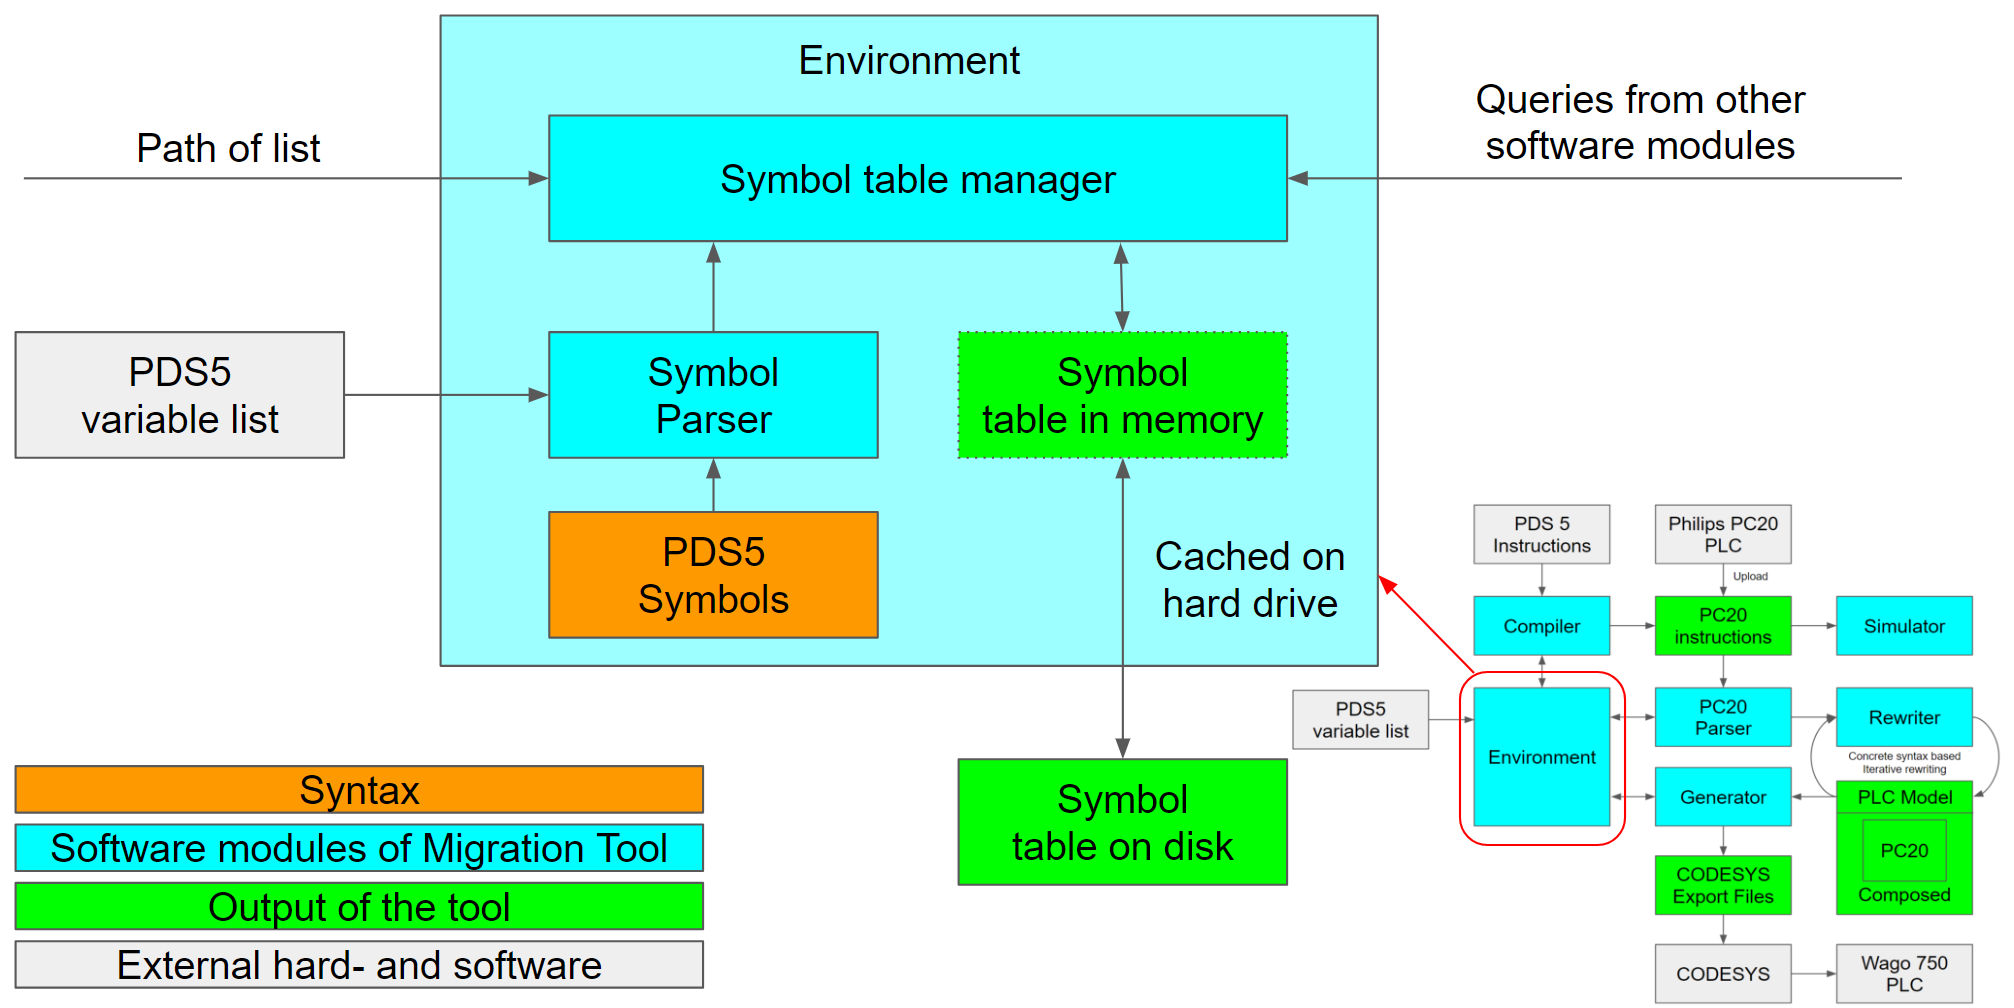 Environment
Path of list
Symbol table manager
Queries from other
software modules
PDS5
variable list
Symbol
Parser
Symbol
table in memory
PDS5
Symbols
Cached on
hard drive
Symbol
table on disk
Syntax
Software modules of Migration Tool
Output of the tool
External hard- and software
PDS 5
Instructions
Philips PC20
PLC
Upload
Compiler
PC20
instructions
Simulator
PDS5
variable list
Environment
PC20
Parser
Rewriter
Concrete syntax based
Iterative rewriting
Generator
PLC Model
PC20
Composed
CODESYS
Export Files
CODESYS
Wago 750
PLC